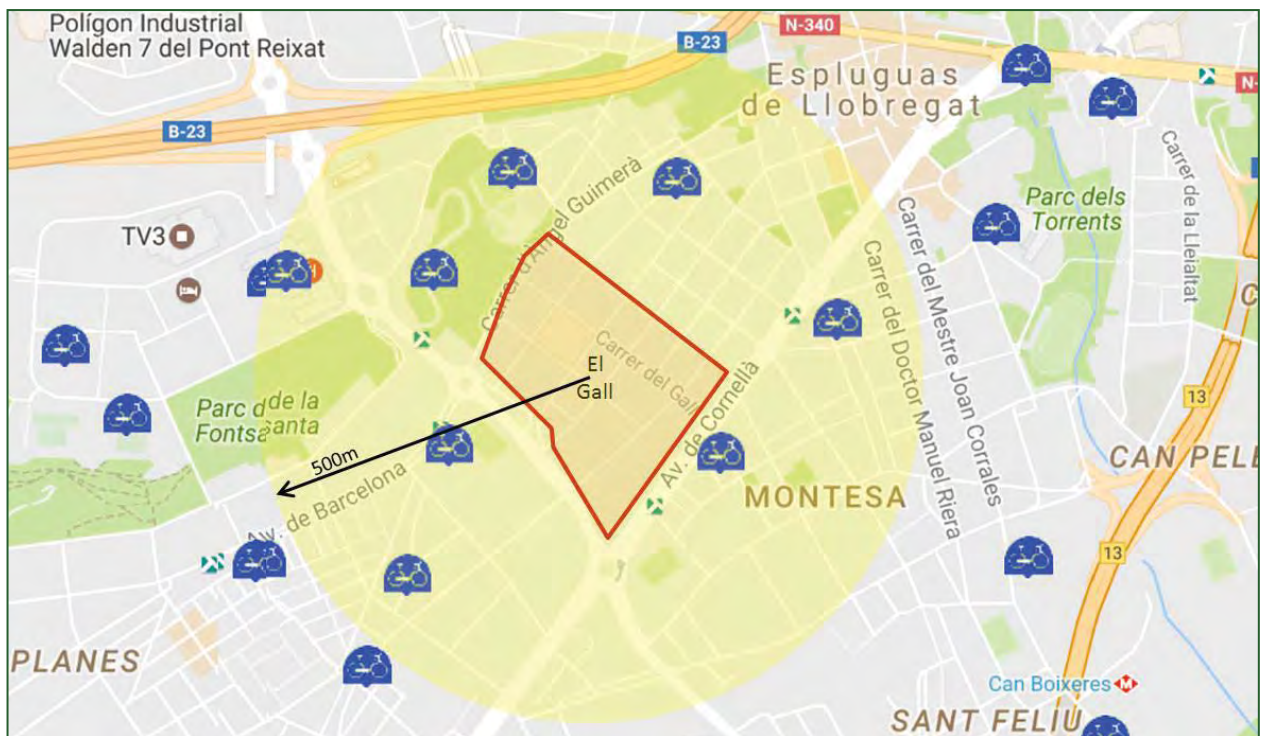 Polígon Industrial
Walden 7 del Pont Reixat
B-23
N-340
B-23
Espluguas
de Llobregat
N-
TV3
Carrer d'Àngel Guimerà
Parc dels
Torrents
Carrer de la Lleialtat
Carrer del Mestre Joan Corrales
Carrer del Doctor Manuel Riera
El
Gall
Carrer del Gall
Av. de Cornellà
13
Parc d de la
Fontsa santa
500m
Av. de Barcelona
CAN PELE
MONTESA
13
PLANES
Can Boixeres M
SANT FELIU